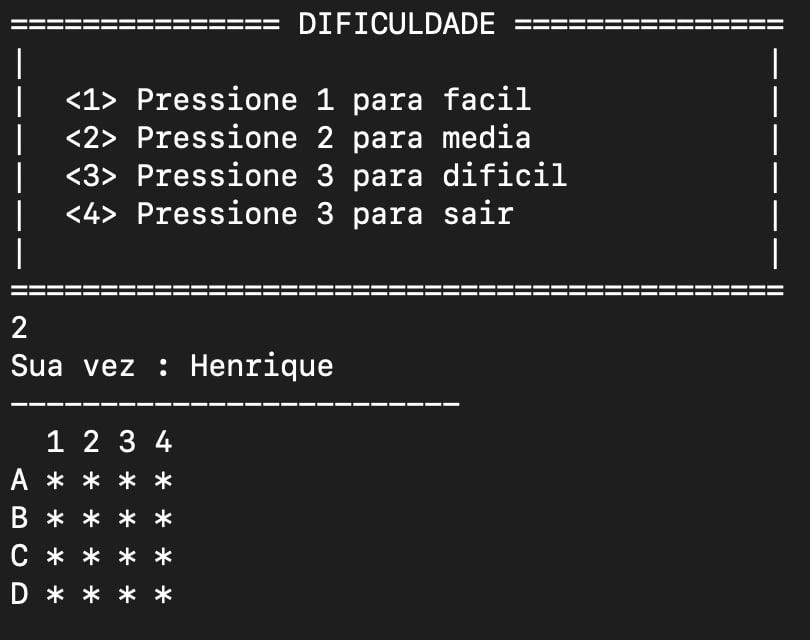 =============== DIFICULDADE ===============
|                                         |
|  <1> Pressione 1 para facil             |
|  <2> Pressione 2 para media             |
|  <3> Pressione 3 para dificil           |
|  <4> Pressione 3 para sair              |
|                                         |
===========================================
2
Sua vez : Henrique
-------------------------
  1 2 3 4
A * * * *
B * * * *
C * * * *
D * * * *